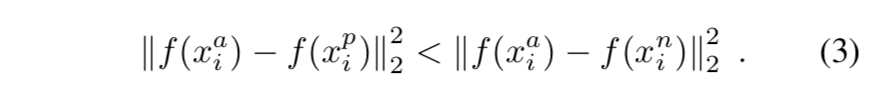 $\|f(x_i^a) - f(x_i^p)\|_2^2 < \|f(x_i^a) - f(x_i^n)\|_2^2$ . (3)